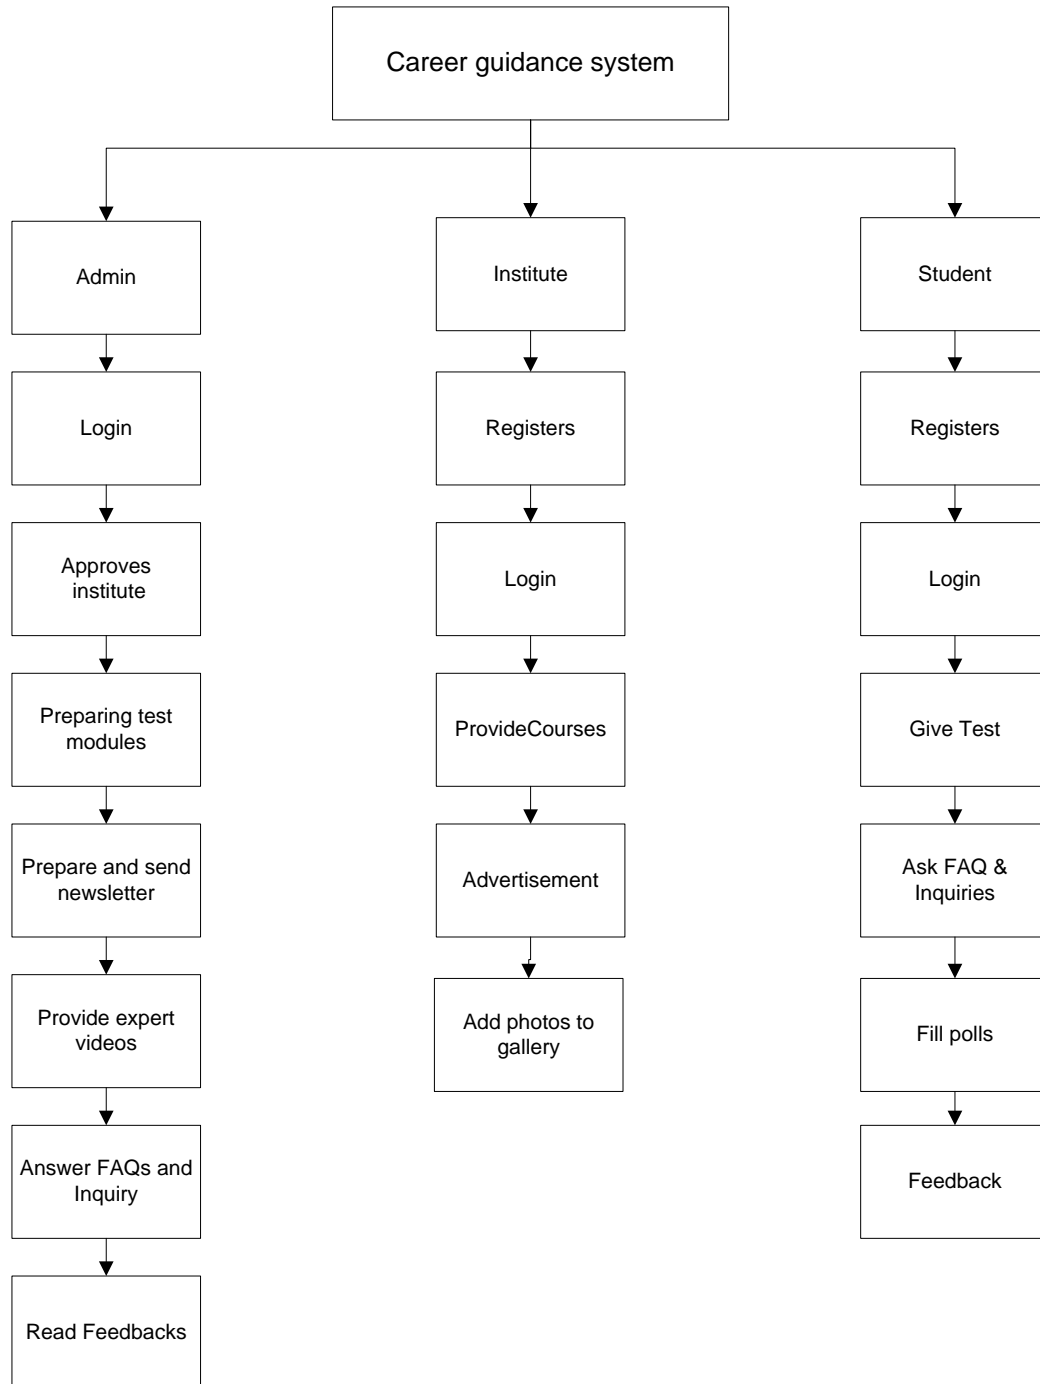 Career guidance system
Admin
Institute
Student
Login
Registers
Registers
Approves
institute
Login
Login
Preparing test
modules
ProvideCourses
Give Test
Prepare and send
newsletter
Advertisement
Ask FAQ &
Inquiries
Provide expert
videos
Add photos to
gallery
Fill polls
Answer FAQs and
Inquiry
Feedback
Read Feedbacks